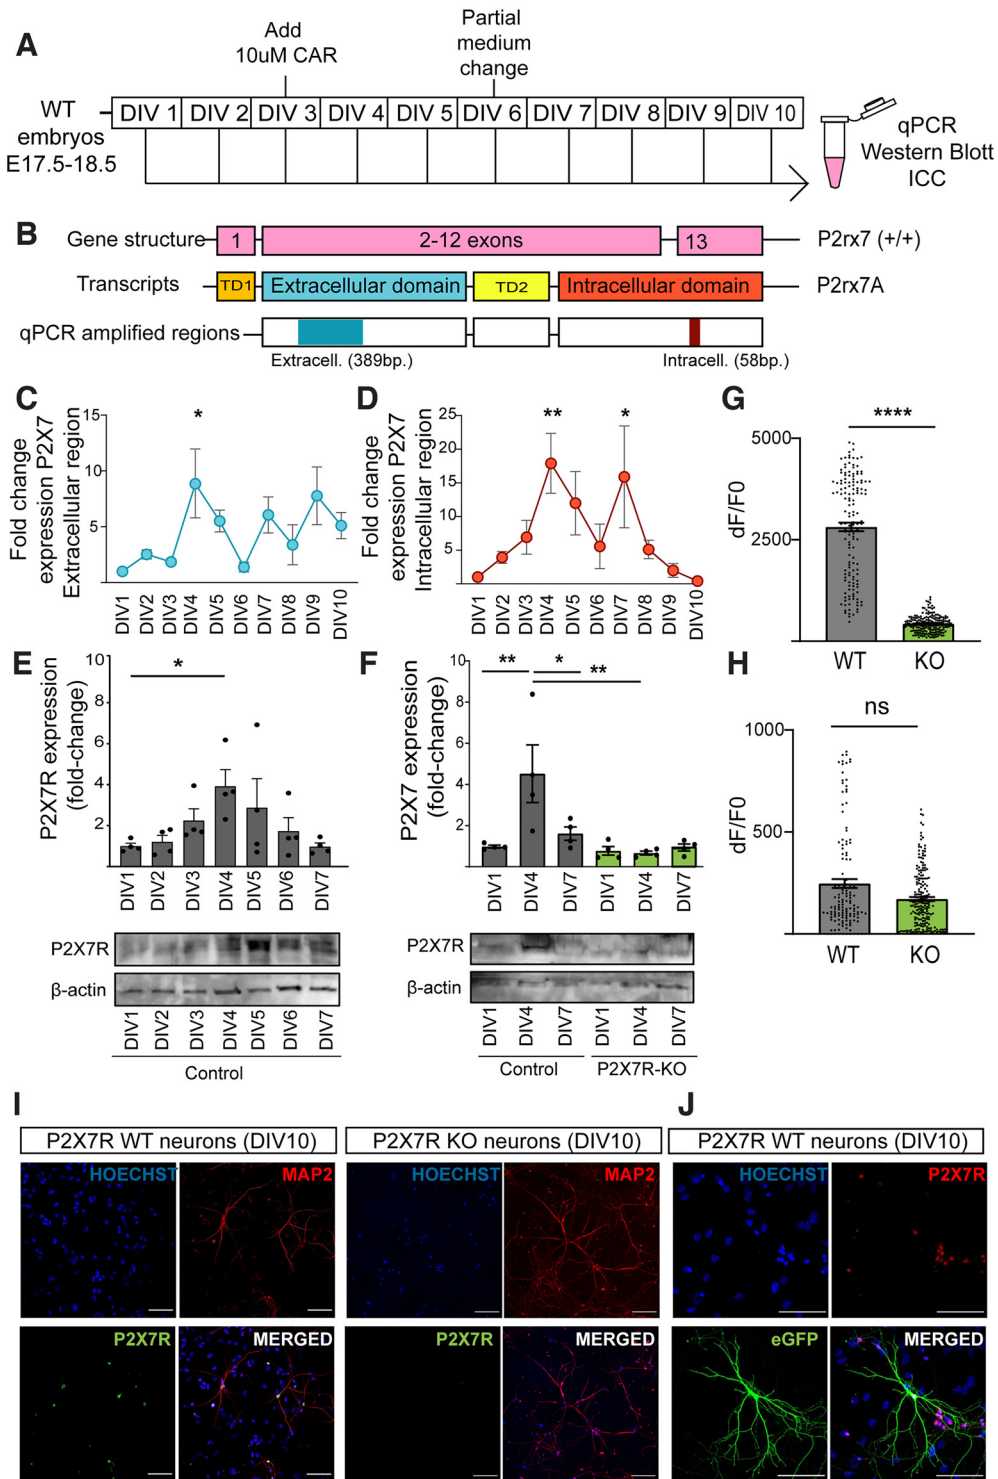 A
Add
10uM CAR
Partial
medium
change
WT
embryos
E17.5-18.5
DIV 1 DIV 2 DIV 3 DIV 4 DIV 5 DIV 6 DIV 7 DIV 8 DIV 9 DIV 10
qPCR
Western Blott
ICC
B
Gene structure 1 2-12 exons 13 P2rx7 (+/+)
Transcripts TD1 Extracellular domain TD2 Intracellular domain P2rx7A
qPCR amplified regions
Extracell. (389bp.) Intracell. (58bp.)
C
Fold change
expression P2X7
Extracellular region
15
10
5
*
DIV1 DIV2 DIV3 DIV4 DIV5 DIV6 DIV7 DIV8 DIV9 DIV10
D
Fold change
expression P2X7
Intracellular region
25
20
15
10
5
** *
DIV1 DIV2 DIV3 DIV4 DIV5 DIV6 DIV7 DIV8 DIV9 DIV10
G
dF/F0
5000
2500
****
WT KO
E
P2X7R expression
(fold-change)
10
8
6
4
2
*
DIV1 DIV2 DIV3 DIV4 DIV5 DIV6 DIV7
P2X7R
β-actin
DIV1 DIV2 DIV3 DIV4 DIV5 DIV6 DIV7
Control
F
P2X7 expression
(fold-change)
10
8
6
4
2
** * **
DIV1 DIV4 DIV7 DIV1 DIV4 DIV7
P2X7R
β-actin
DIV1 DIV4 DIV7 DIV1 DIV4 DIV7
Control P2X7R-KO
H
dF/F0
1000
500
ns
WT KO
I
P2X7R WT neurons (DIV10) P2X7R KO neurons (DIV10)
HOECHST MAP2 HOECHST MAP2
P2X7R MERGED P2X7R MERGED
J
P2X7R WT neurons (DIV10)
HOECHST P2X7R
eGFP MERGED